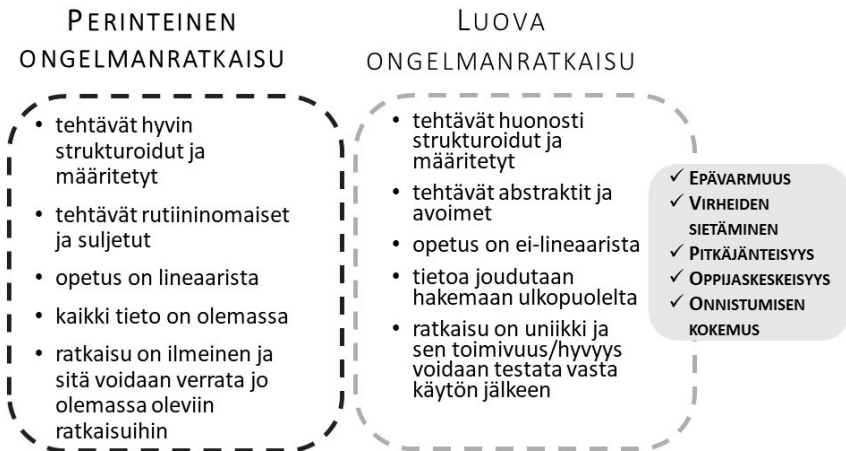 PERINTEINEN
ONGELMANRATKAISU
• tehtävät hyvin
strukturoidut ja
määritetyt
• tehtävät rutiininomaiset
ja suljetut
• opetus on lineaarista
• kaikki tieto on olemassa
• ratkaisu on ilmeinen ja
sitä voidaan verrata jo
olemassa oleviin
ratkaisuihin
LUOVA
ONGELMANRATKAISU
• tehtävät huonosti
strukturoidut ja
määritetyt
• tehtävät abstraktit ja
avoimet
• opetus on ei-lineaarista
• tietoa joudutaan
hakemaan ulkopuolelta
• ratkaisu on uniikki ja
sen toimivuus/hyvyys
voidaan testata vasta
käytön jälkeen
✓ EPÄVARMUUS
✓ VIRHEIDEN
SIETÄMINEN
✓ PITKÄJÄNTEISYYS
✓ OPPIJASKESKEISYYS
✓ ONNISTUMISEN
KOKEMUS